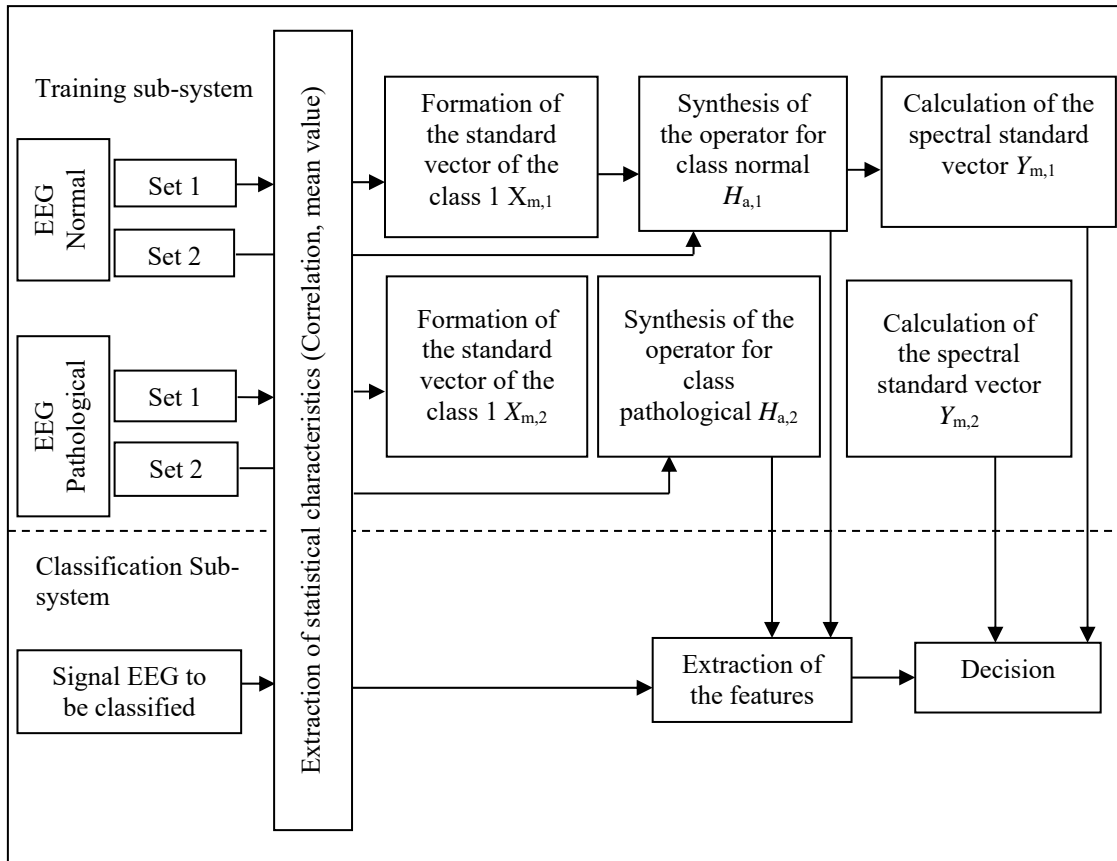 Training sub-system
EEG
Normal
Set 1
Set 2
EEG
Pathological
Set 1
Set 2
Extraction of statistical characteristics (Correlation, mean value)
Formation of
the standard
vector of the
class 1 Xm,1
Synthesis of
the operator for
class normal
Ha,1
Calculation of the
spectral standard
vector Ym,1
Formation of
the standard
vector of the
class 1 Xm,2
Synthesis of the
operator for
class
pathological Ha,2
Calculation of
the spectral
standard vector
Ym,2
Classification Sub-
system
Signal EEG to
be classified
Extraction of
the features
Decision